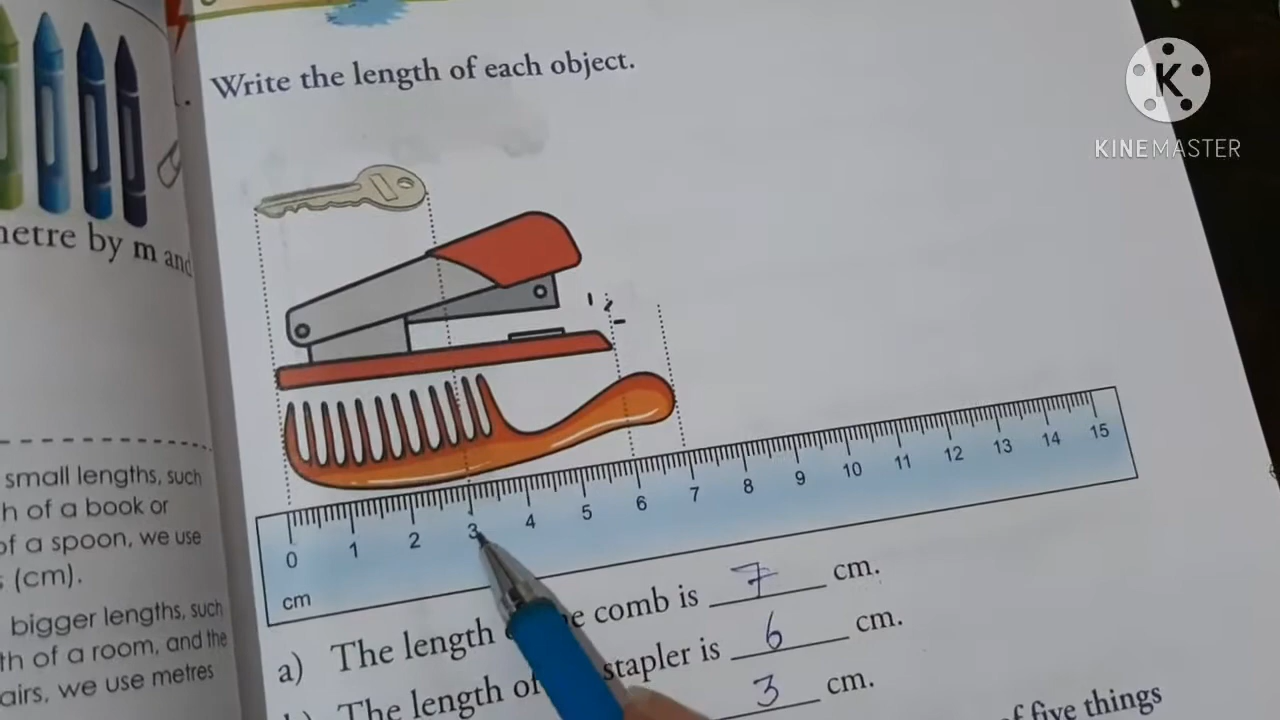 Write the length of each object.
KINEMASTER
metre by m and
0 1 2 3 4 5 6 7 8 9 10 11 12 13 14 15
cm
small lengths, such
of a book or
of a spoon, we use
(cm).
bigger lengths, such
of a room, and the
we use metres
a) The length comb is 7 cm.
The length of stapler is 6 cm.
3 cm.
of five things